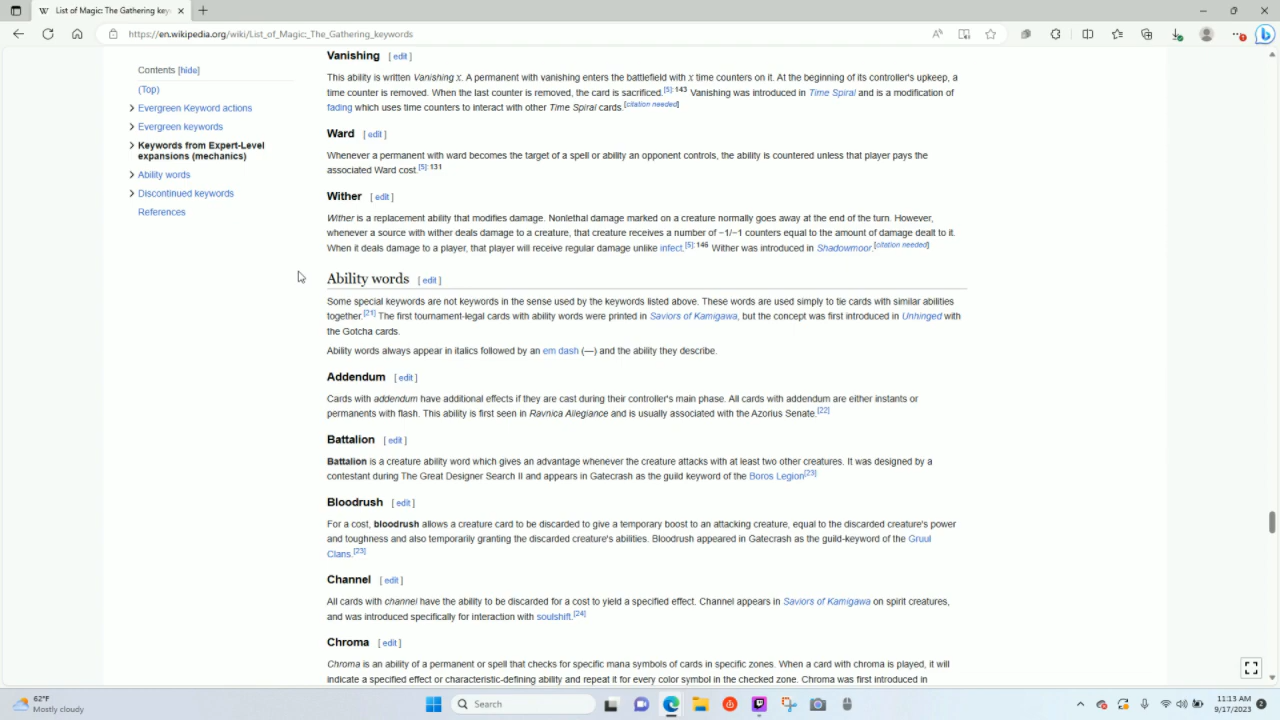 List of Magic: The Gathering key
https://en.wikipedia.org/wiki/List_of_Magic:_The_Gathering_keywords
Contents [hide]
(Top)
Evergreen Keyword actions
Evergreen keywords
Keywords from Expert-Level
expansions (mechanics)
Ability words
Discontinued keywords
References
Vanishing [ edit ]
This ability is written Vanishing x. A permanent with vanishing enters the battlefield with x time counters on it. At the beginning of its controller's upkeep, a
time counter is removed. When the last counter is removed, the card is sacrificed.[5]: 143 Vanishing was introduced in Time Spiral and is a modification of
fading which uses time counters to interact with other Time Spiral cards.[citation needed]
Ward [ edit ]
Whenever a permanent with ward becomes the target of a spell or ability an opponent controls, the ability is countered unless that player pays the
associated Ward cost.[5]: 131
Wither [ edit ]
Wither is a replacement ability that modifies damage. Nonlethal damage marked on a creature normally goes away at the end of the turn. However,
whenever a source with wither deals damage to a creature, that creature receives a number of −1/−1 counters equal to the amount of damage dealt to it.
When it deals damage to a player, that player will receive regular damage unlike infect.[5]: 146 Wither was introduced in Shadowmoor.[citation needed]
Ability words [ edit ]
Some special keywords are not keywords in the sense used by the keywords listed above. These words are used simply to tie cards with similar abilities
together.[21] The first tournament-legal cards with ability words were printed in Saviors of Kamigawa, but the concept was first introduced in Unhinged with
the Gotcha cards.
Ability words always appear in italics followed by an em dash (—) and the ability they describe.
Addendum [ edit ]
Cards with addendum have additional effects if they are cast during their controller's main phase. All cards with addendum are either instants or
permanents with flash. This ability is first seen in Ravnica Allegiance and is usually associated with the Azorius Senate.[22]
Battalion [ edit ]
Battalion is a creature ability word which gives an advantage whenever the creature attacks with at least two other creatures. It was designed by a
contestant during The Great Designer Search II and appears in Gatecrash as the guild keyword of the Boros Legion[23]
Bloodrush [ edit ]
For a cost, bloodrush allows a creature card to be discarded to give a temporary boost to an attacking creature, equal to the discarded creature's power
and toughness and also temporarily granting the discarded creature's abilities. Bloodrush appeared in Gatecrash as the guild-keyword of the Gruul
Clans.[23]
Channel [ edit ]
All cards with channel have the ability to be discarded for a cost to yield a specified effect. Channel appears in Saviors of Kamigawa on spirit creatures,
and was introduced specifically for interaction with soulshift.[24]
Chroma [ edit ]
Chroma is an ability of a permanent or spell that checks for specific mana symbols of cards in specific zones. When a card with chroma is played, it will
indicate a specified effect or characteristic-defining ability and repeat it for every color symbol in the checked zone. Chroma was first introduced in
62°F
Mostly cloudy
Search
11:13 AM
9/17/2023